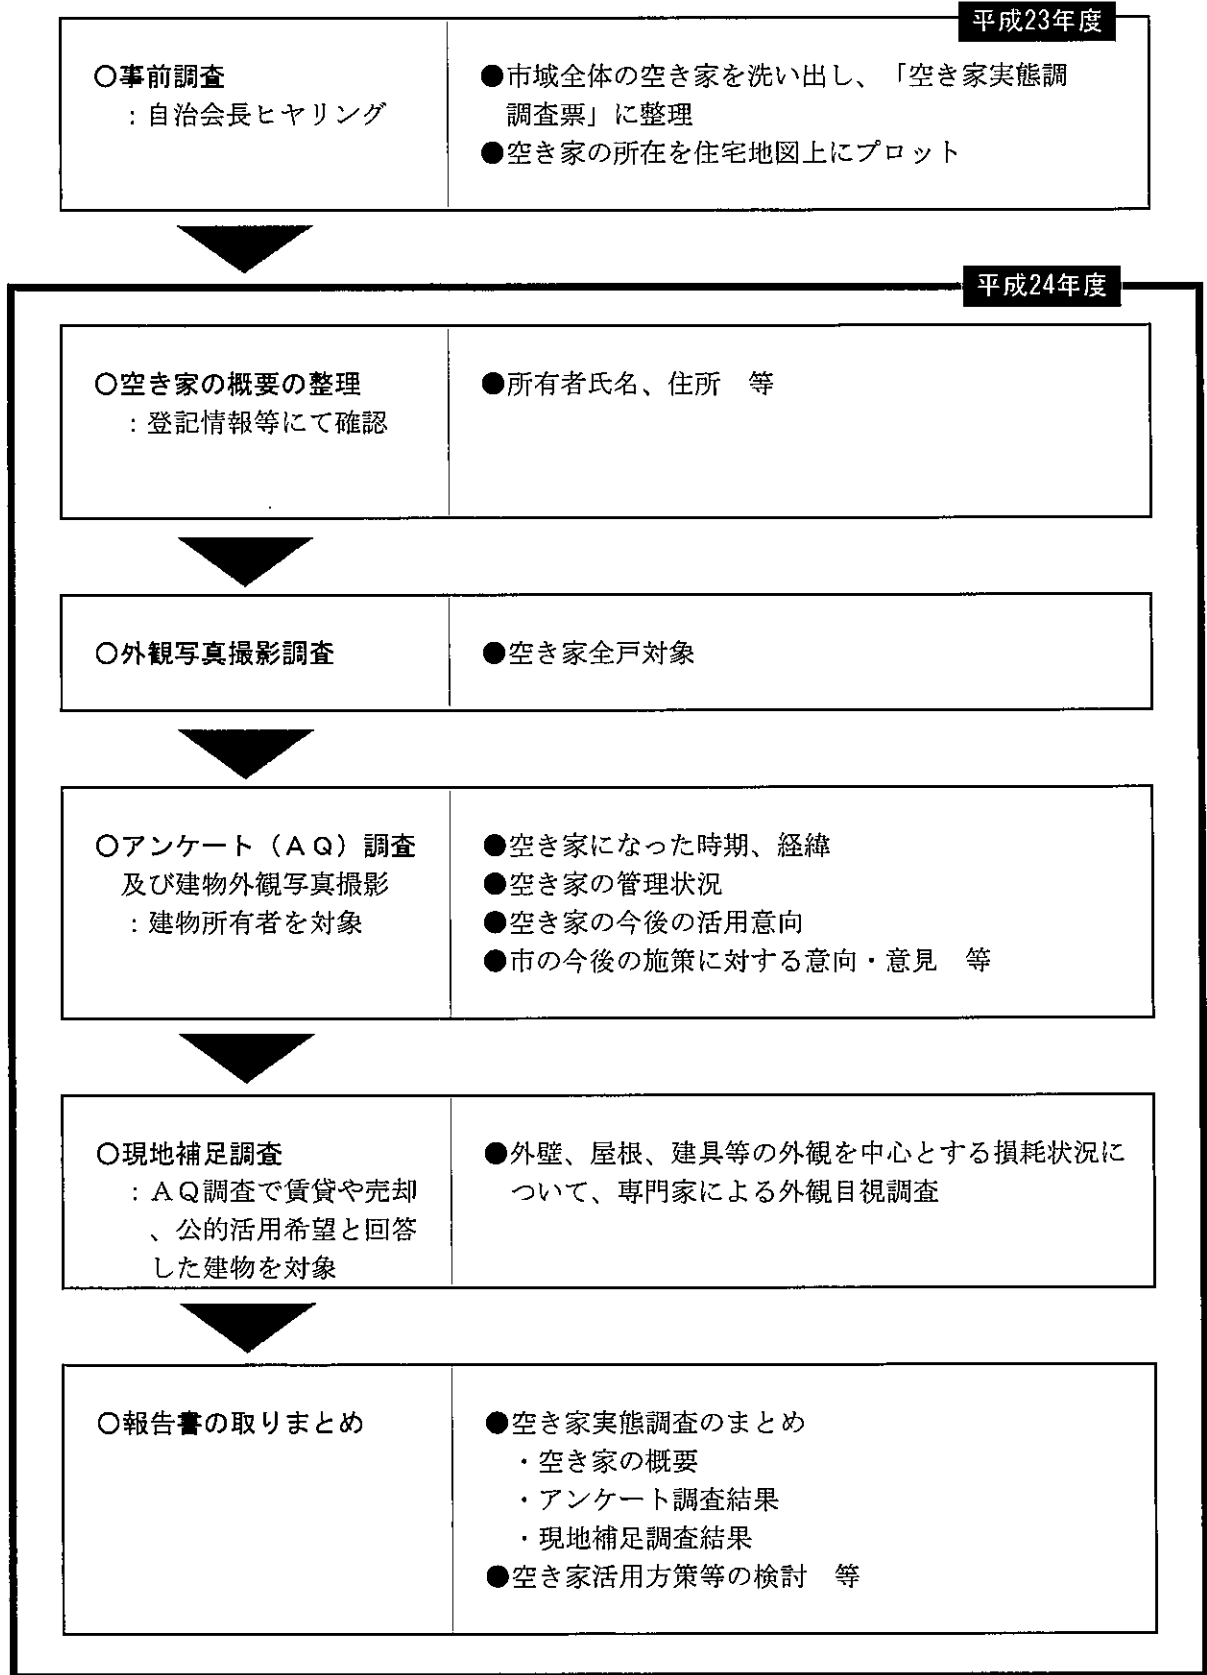 平成23年度
○事前調査
：自治会長ヒヤリング
●市域全体の空き家を洗い出し、「空き家実態調
調査票」に整理
●空き家の所在を住宅地図上にプロット
平成24年度
○空き家の概要の整理
：登記情報等にて確認
●所有者氏名、住所　等
○外観写真撮影調査
●空き家全戸対象
○アンケート（ＡＱ）調査
及び建物外観写真撮影
：建物所有者を対象
●空き家になった時期、経緯
●空き家の管理状況
●空き家の今後の活用意向
●市の今後の施策に対する意向・意見　等
○現地補足調査
：ＡＱ調査で賃貸や売却
、公的活用希望と回答
した建物を対象
●外壁、屋根、建具等の外観を中心とする損耗状況に
ついて、専門家による外観目視調査
○報告書の取りまとめ
●空き家実態調査のまとめ
・空き家の概要
・アンケート調査結果
・現地補足調査結果
●空き家活用方策等の検討　等